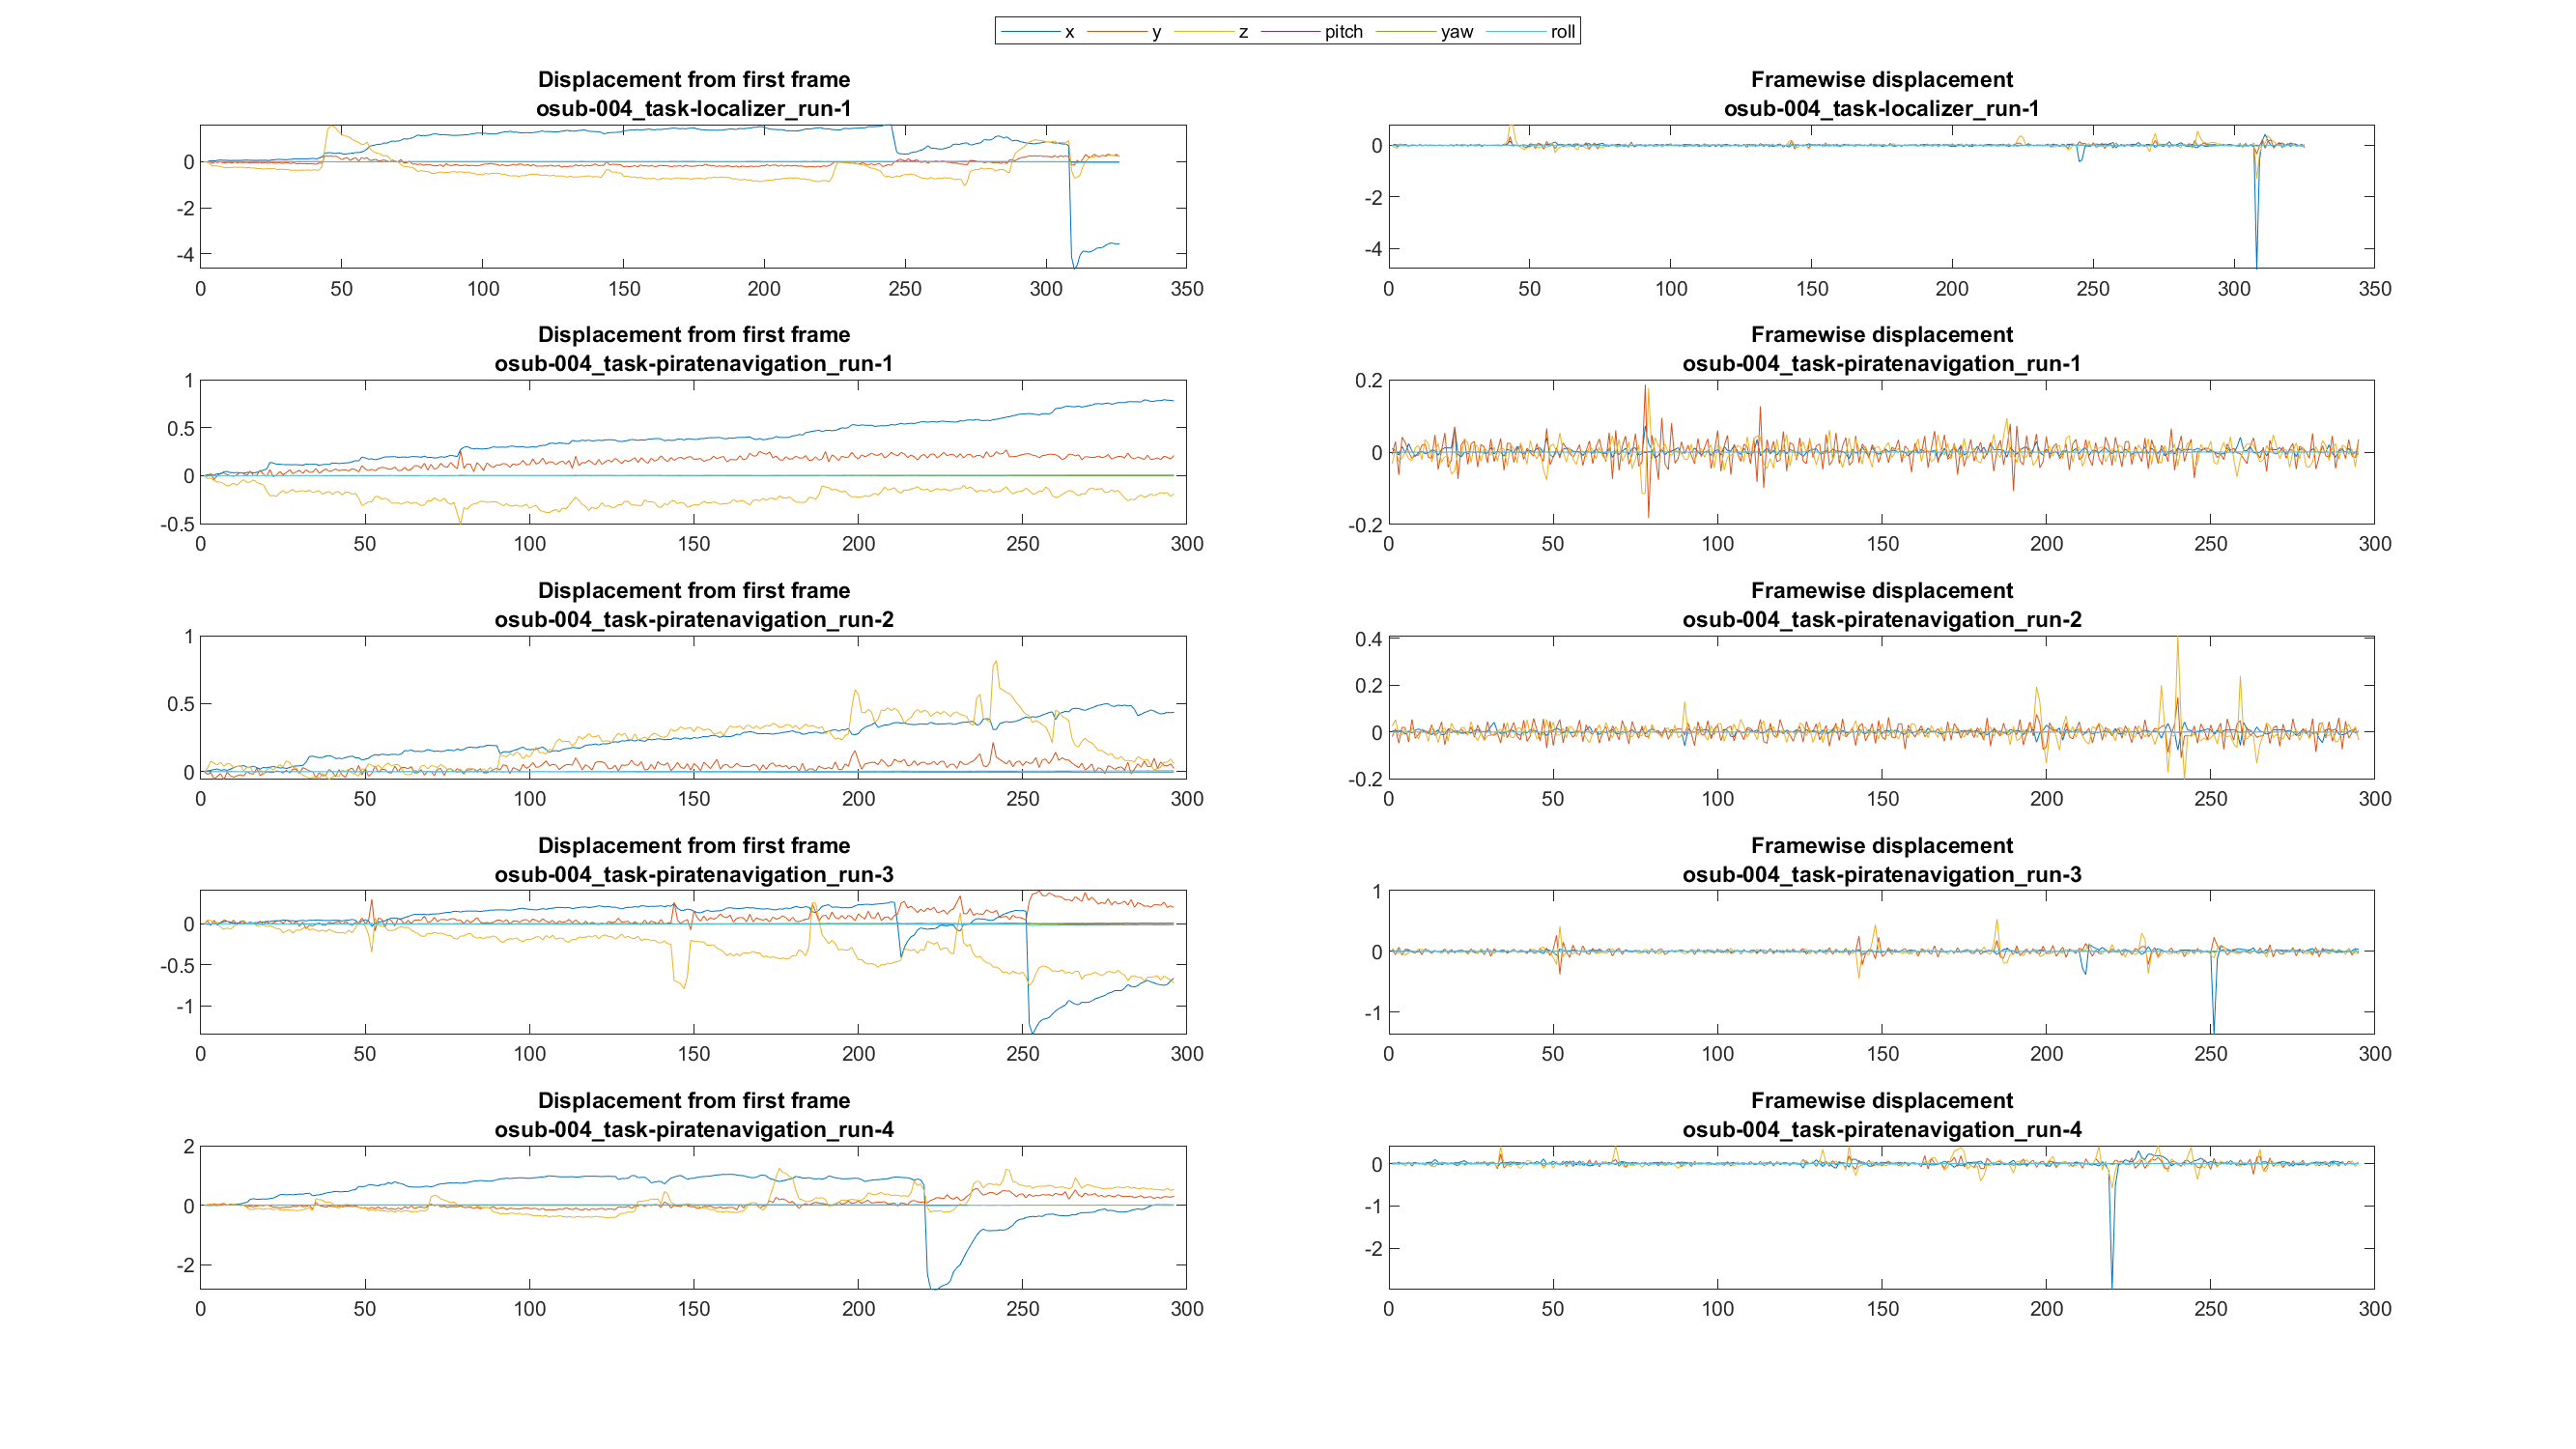 x y z pitch yaw roll
Displacement from first frame
osub-004_task-localizer_run-1
0
-2
-4
0 50 100 150 200 250 300 350
Framewise displacement
osub-004_task-localizer_run-1
0
-2
-4
0 50 100 150 200 250 300 350
Displacement from first frame
osub-004_task-piratenavigation_run-1
1
0.5
0
-0.5
0 50 100 150 200 250 300
Framewise displacement
osub-004_task-piratenavigation_run-1
0.2
0
-0.2
0 50 100 150 200 250 300
Displacement from first frame
osub-004_task-piratenavigation_run-2
1
0.5
0
0 50 100 150 200 250 300
Framewise displacement
osub-004_task-piratenavigation_run-2
0.4
0.2
0
-0.2
0 50 100 150 200 250 300
Displacement from first frame
osub-004_task-piratenavigation_run-3
0
-0.5
-1
0 50 100 150 200 250 300
Framewise displacement
osub-004_task-piratenavigation_run-3
1
0
-1
0 50 100 150 200 250 300
Displacement from first frame
osub-004_task-piratenavigation_run-4
2
0
-2
0 50 100 150 200 250 300
Framewise displacement
osub-004_task-piratenavigation_run-4
0
-1
-2
0 50 100 150 200 250 300